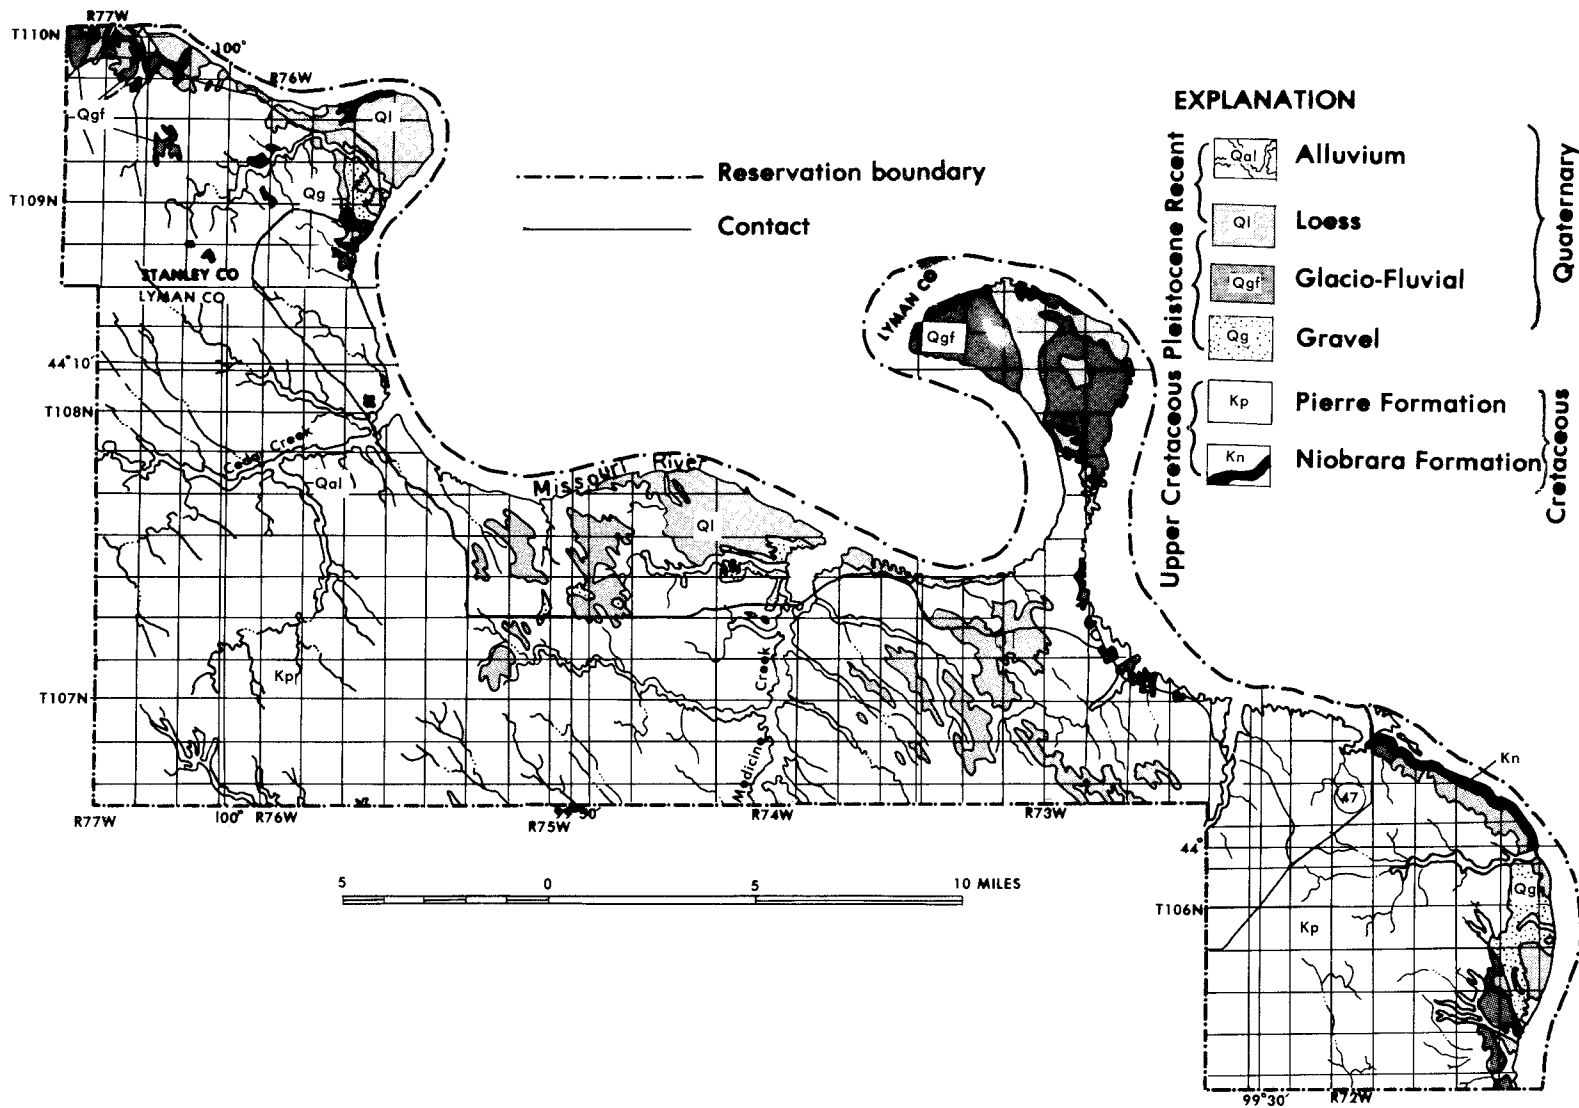 R77W
T110N
100°
R76W
Qgf
Ql
Qg
T109N
STANLEY CO
LYMAN CO
44°10'
T108N
Cedar Creek
Qal
Missouri River
Ql
LYMAN CO
Qgf
Kp
T107N
Medicine Creek
R77W
100°
R76W
99°50'
R75W
R74W
R73W
Kn
47
44°
T106N
Qg
Kp
99°30'
R72W
Reservation boundary
Contact
5 0 5 10 MILES
EXPLANATION
Qal Alluvium
Ql Loess
Qgf Glacio-Fluvial
Qg Gravel
Kp Pierre Formation
Kn Niobrara Formation
Upper Cretaceous Pleistocene Recent
Quaternary
Cretaceous